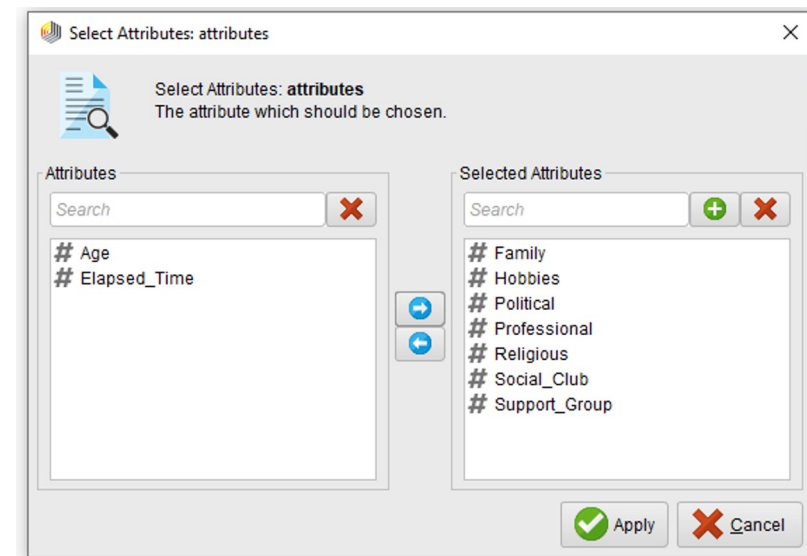 Select Attributes: attributes
Select Attributes: attributes
The attribute which should be chosen.
Attributes
Search
# Age
# Elapsed_Time
Selected Attributes
Search
# Family
# Hobbies
# Political
# Professional
# Religious
# Social_Club
# Support_Group
Apply
Cancel